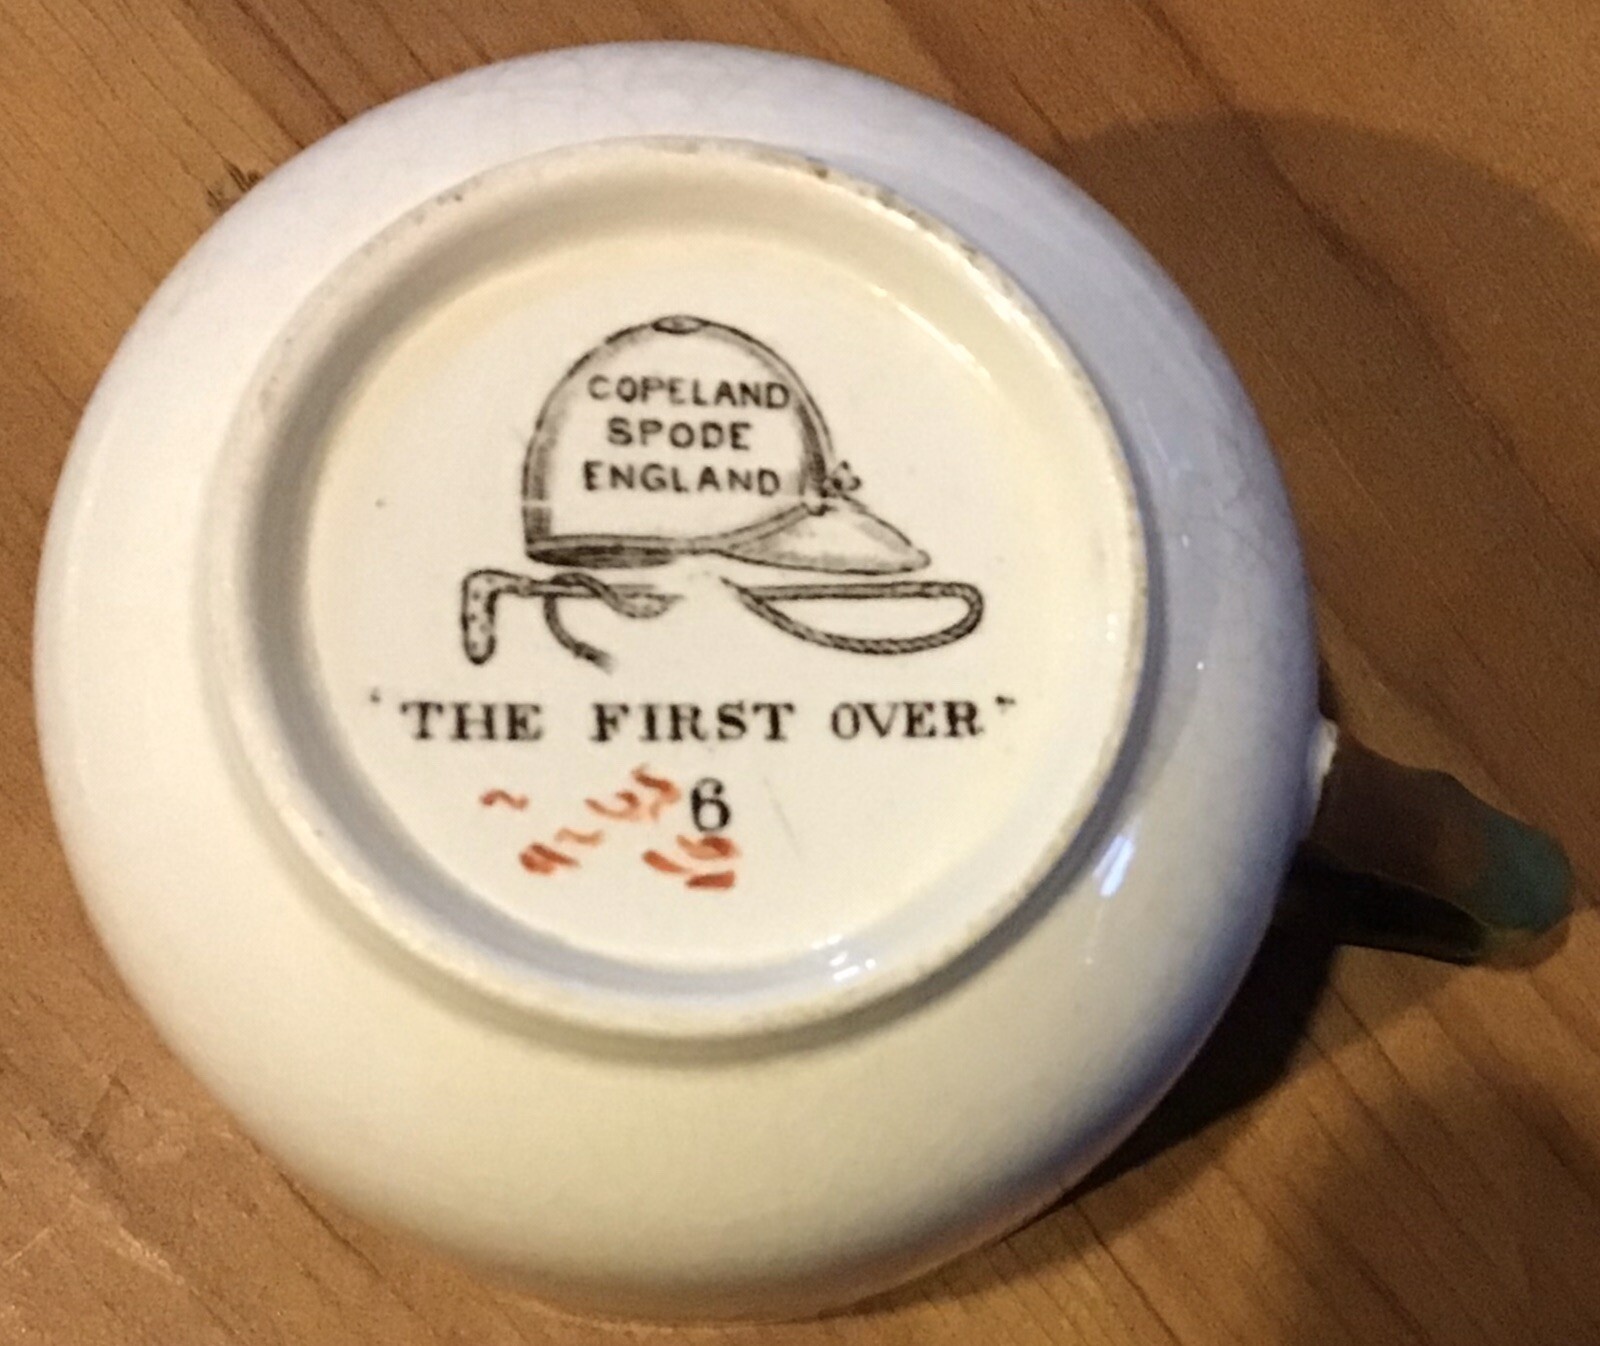 COPELAND
SPODE
ENGLAND
'THE FIRST OVER'
6